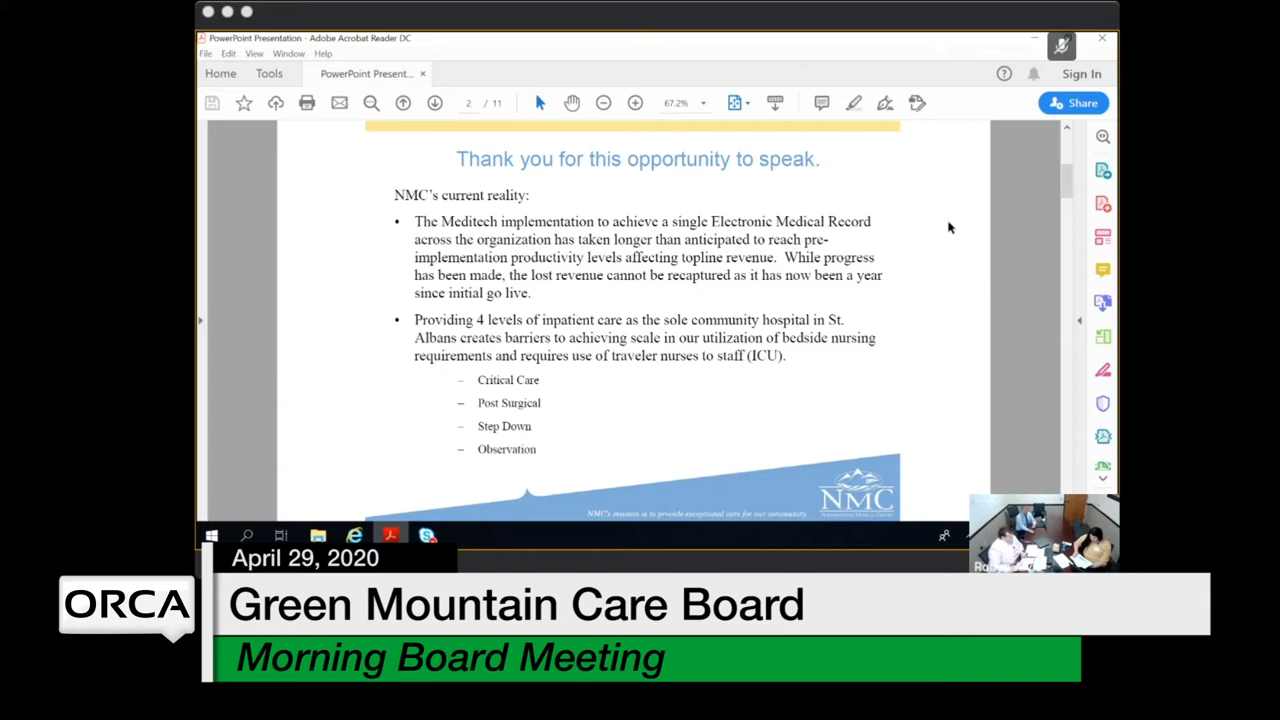 PowerPoint Presentation - Adobe Acrobat Reader DC
File Edit View Window Help
Home Tools PowerPoint Present... × Sign In
2 / 11 67.2% Share
Thank you for this opportunity to speak.
NMC's current reality:
• The Meditech implementation to achieve a single Electronic Medical Record
across the organization has taken longer than anticipated to reach pre-
implementation productivity levels affecting topline revenue. While progress
has been made, the lost revenue cannot be recaptured as it has now been a year
since initial go live.
• Providing 4 levels of inpatient care as the sole community hospital in St.
Albans creates barriers to achieving scale in our utilization of bedside nursing
requirements and requires use of traveler nurses to staff (ICU).
– Critical Care
– Post Surgical
– Step Down
– Observation
NMC's mission is to provide exceptional care for our community.
NMC
Northwestern Medical Center
April 29, 2020
ORCA
Green Mountain Care Board
Morning Board Meeting